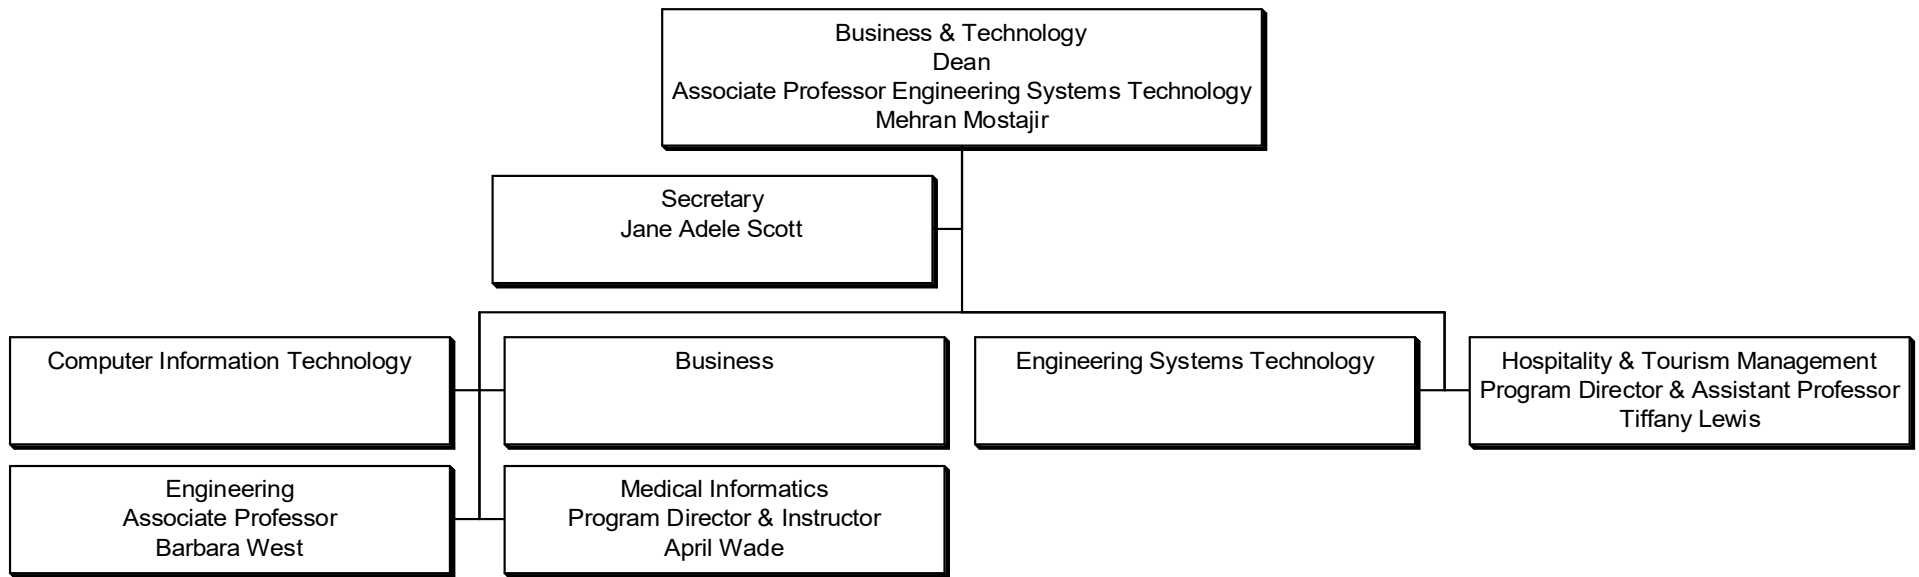 Business & Technology
Dean
Associate Professor Engineering Systems Technology
Mehran Mostajir
Secretary
Jane Adele Scott
Computer Information Technology
Business
Engineering Systems Technology
Hospitality & Tourism Management
Program Director & Assistant Professor
Tiffany Lewis
Engineering
Associate Professor
Barbara West
Medical Informatics
Program Director & Instructor
April Wade